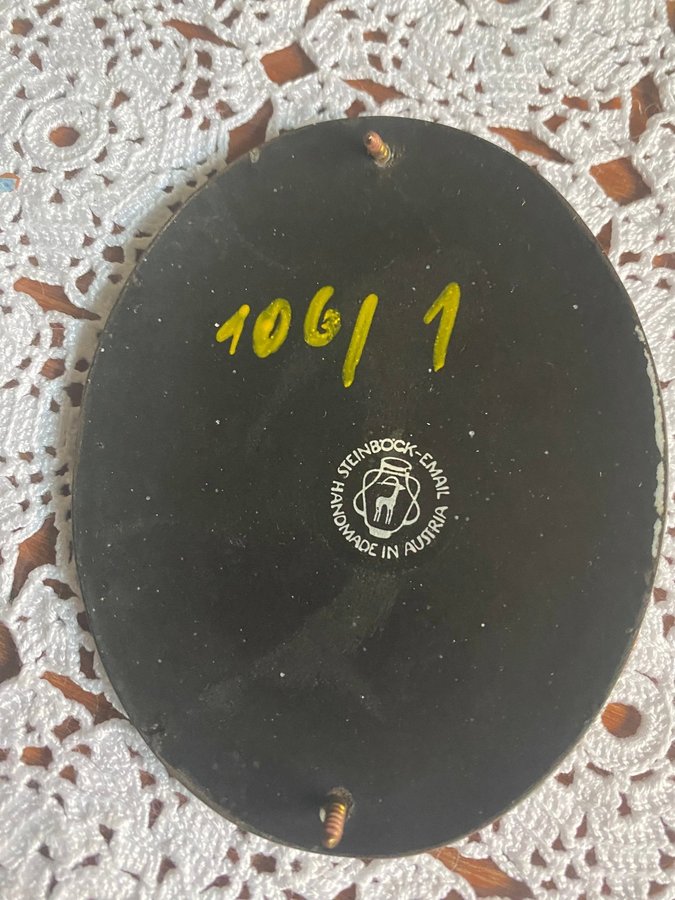 106/1
STEINBÖCK-EMAIL
HANDMADE IN AUSTRIA